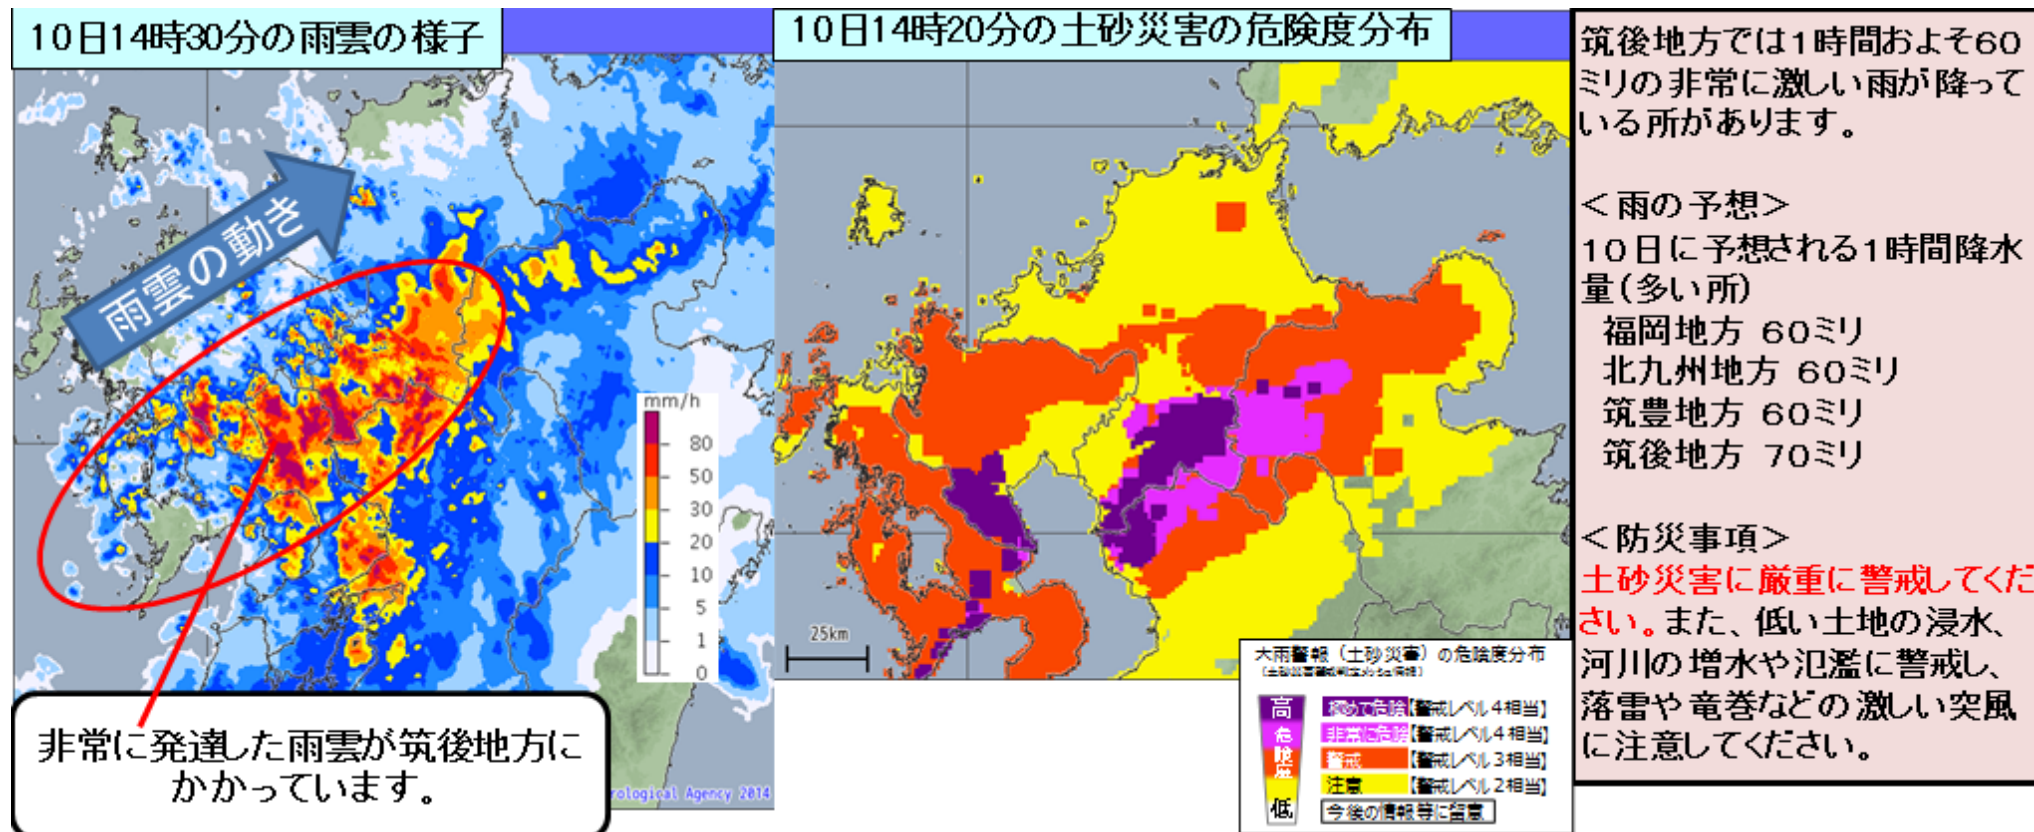 10日14時30分の雨雲の様子
雨雲の動き
mm/h
80
50
30
20
10
5
1
0
非常に発達した雨雲が筑後地方に
かかっています。
rological Agency 2014
10日14時20分の土砂災害の危険度分布
25km
大雨警報（土砂災害）の危険度分布
高
危
険
度
低
極めて危険【警戒レベル4相当】
非常に危険【警戒レベル4相当】
警戒【警戒レベル3相当】
注意【警戒レベル2相当】
今後の情報等に留意
筑後地方では1時間およそ60
ミリの非常に激しい雨が降って
いる所があります。
＜雨の予想＞
10日に予想される1時間降水
量(多い所)
福岡地方 60ミリ
北九州地方 60ミリ
筑豊地方 60ミリ
筑後地方 70ミリ
＜防災事項＞
土砂災害に厳重に警戒してくだ
さい。また、低い土地の浸水、
河川の増水や氾濫に警戒し、
落雷や竜巻などの激しい突風
に注意してください。